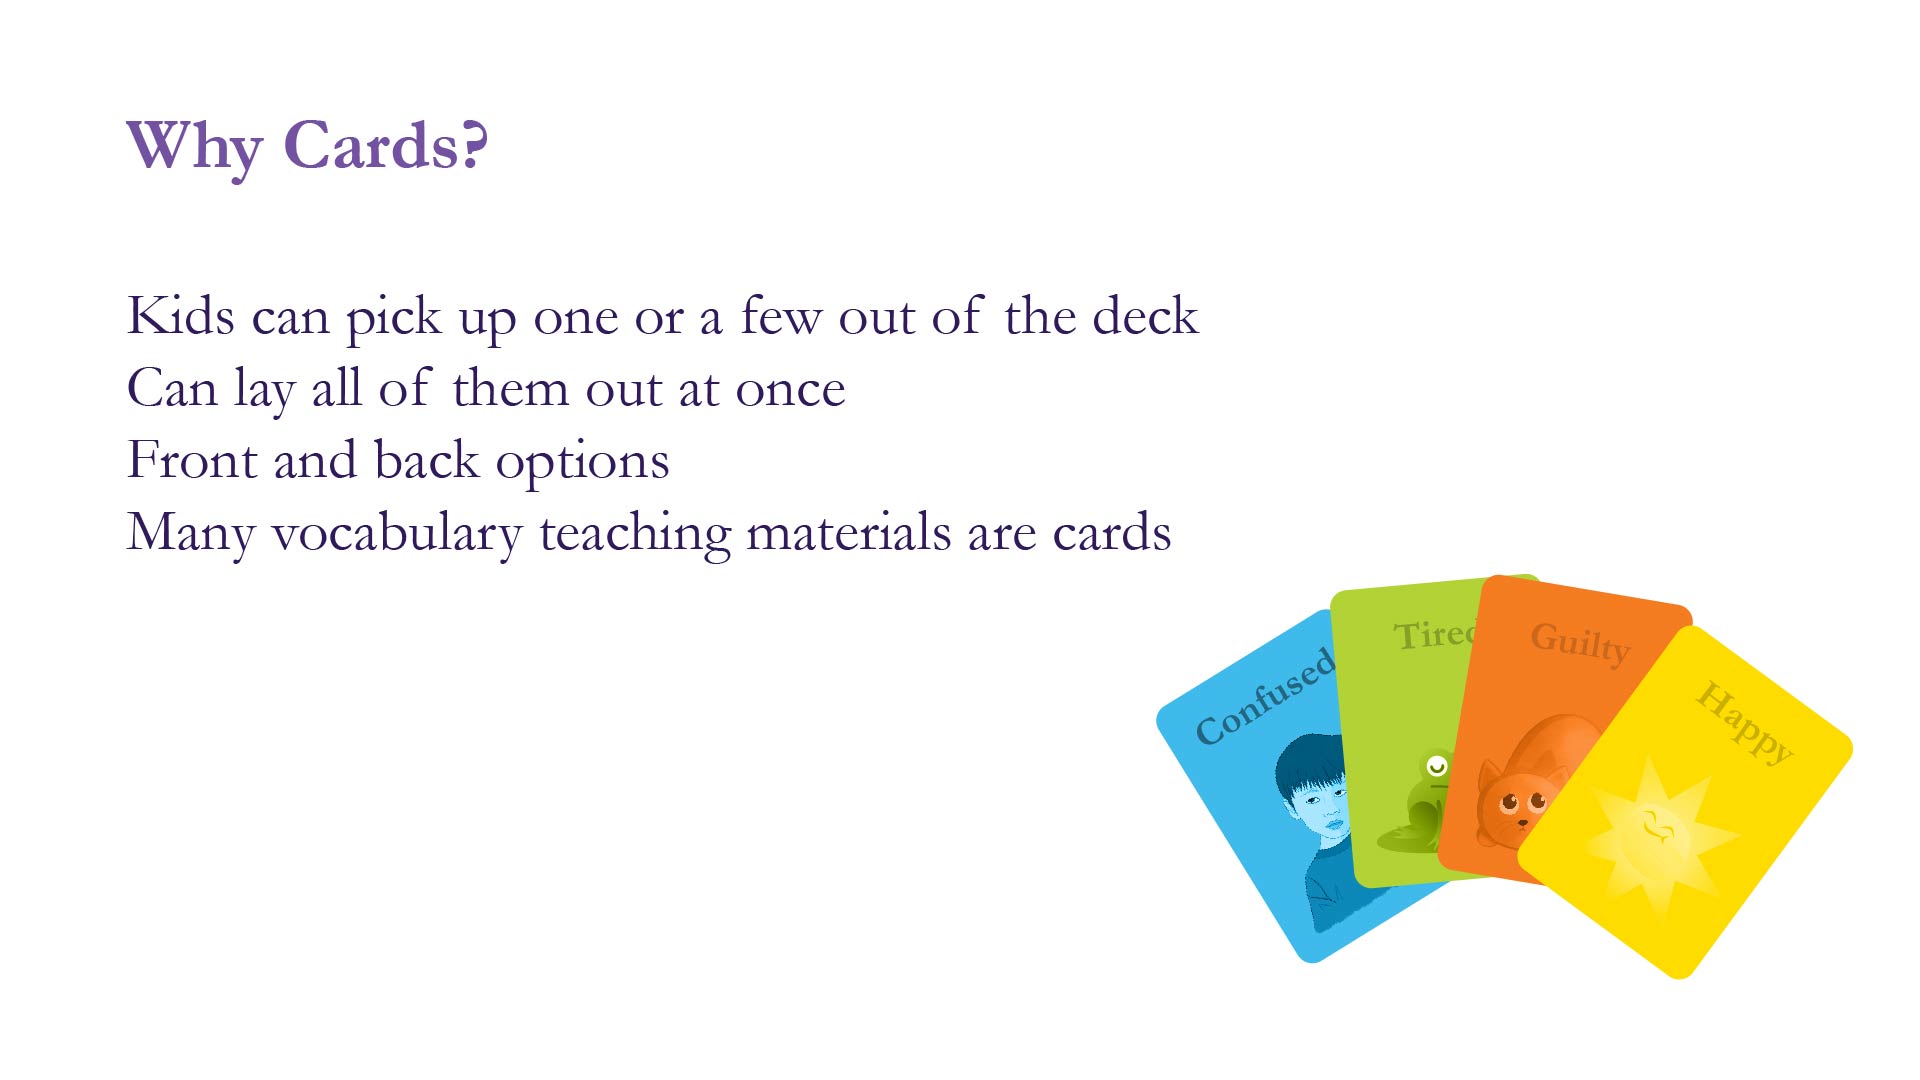 Why Cards?
Kids can pick up one or a few out of the deck
Can lay all of them out at once
Front and back options
Many vocabulary teaching materials are cards
Confused
Tired
Guilty
Happy